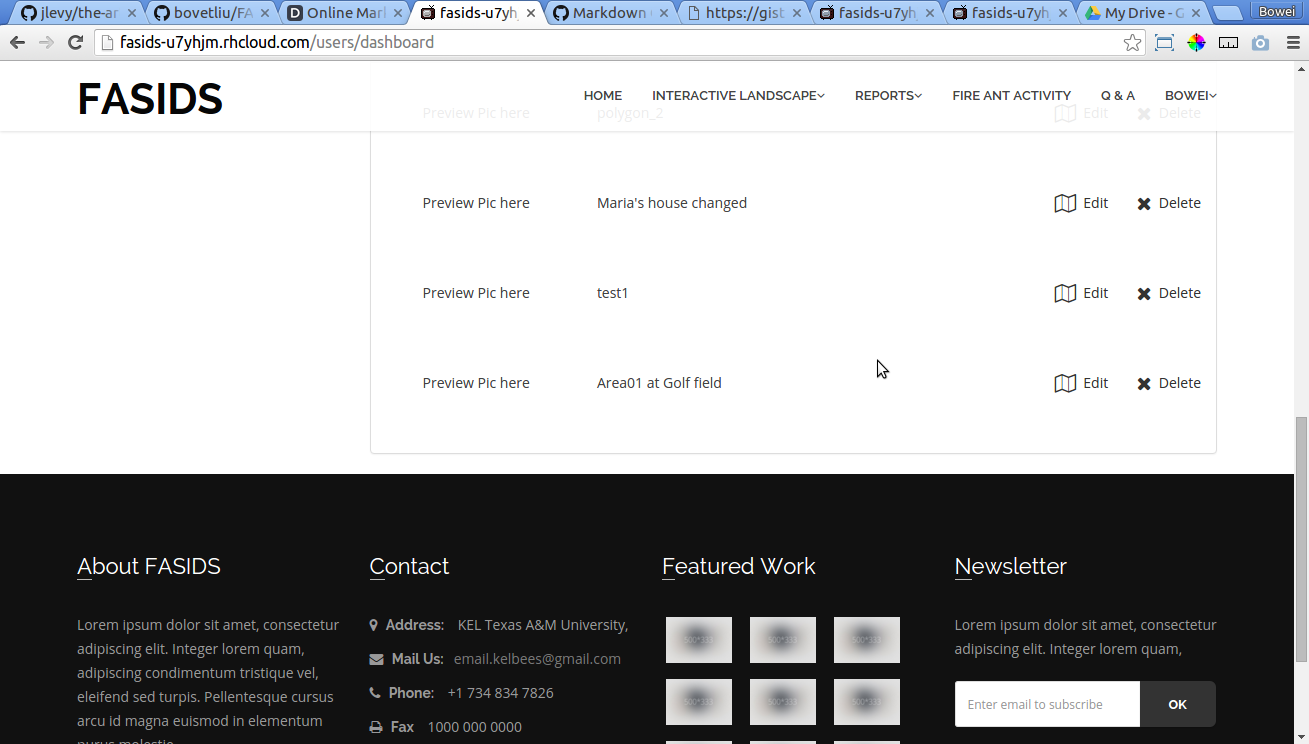 jlevy/the-ar
bovetliu/FA
Online Mar
fasids-u7yhj
Markdown
https://gist
fasids-u7yh
fasids-u7yh
My Drive - G
Bowei
fasids-u7yhjm.rhcloud.com/users/dashboard
FASIDS
HOME INTERACTIVE LANDSCAPE REPORTS FIRE ANT ACTIVITY Q & A BOWEI
Preview Pic here polygon_2 Edit Delete
Preview Pic here Maria's house changed Edit Delete
Preview Pic here test1 Edit Delete
Preview Pic here Area01 at Golf field Edit Delete
About FASIDS
Lorem ipsum dolor sit amet, consectetur
adipiscing elit. Integer lorem quam,
adipiscing condimentum tristique vel,
eleifend sed turpis. Pellentesque cursus
arcu id magna euismod in elementum
purus molestie
Contact
Address: KEL Texas A&M University,
Mail Us: email.kelbees@gmail.com
Phone: +1 734 834 7826
Fax 1000 000 0000
Featured Work
Newsletter
Lorem ipsum dolor sit amet, consectetur
adipiscing elit. Integer lorem quam,
Enter email to subscribe OK